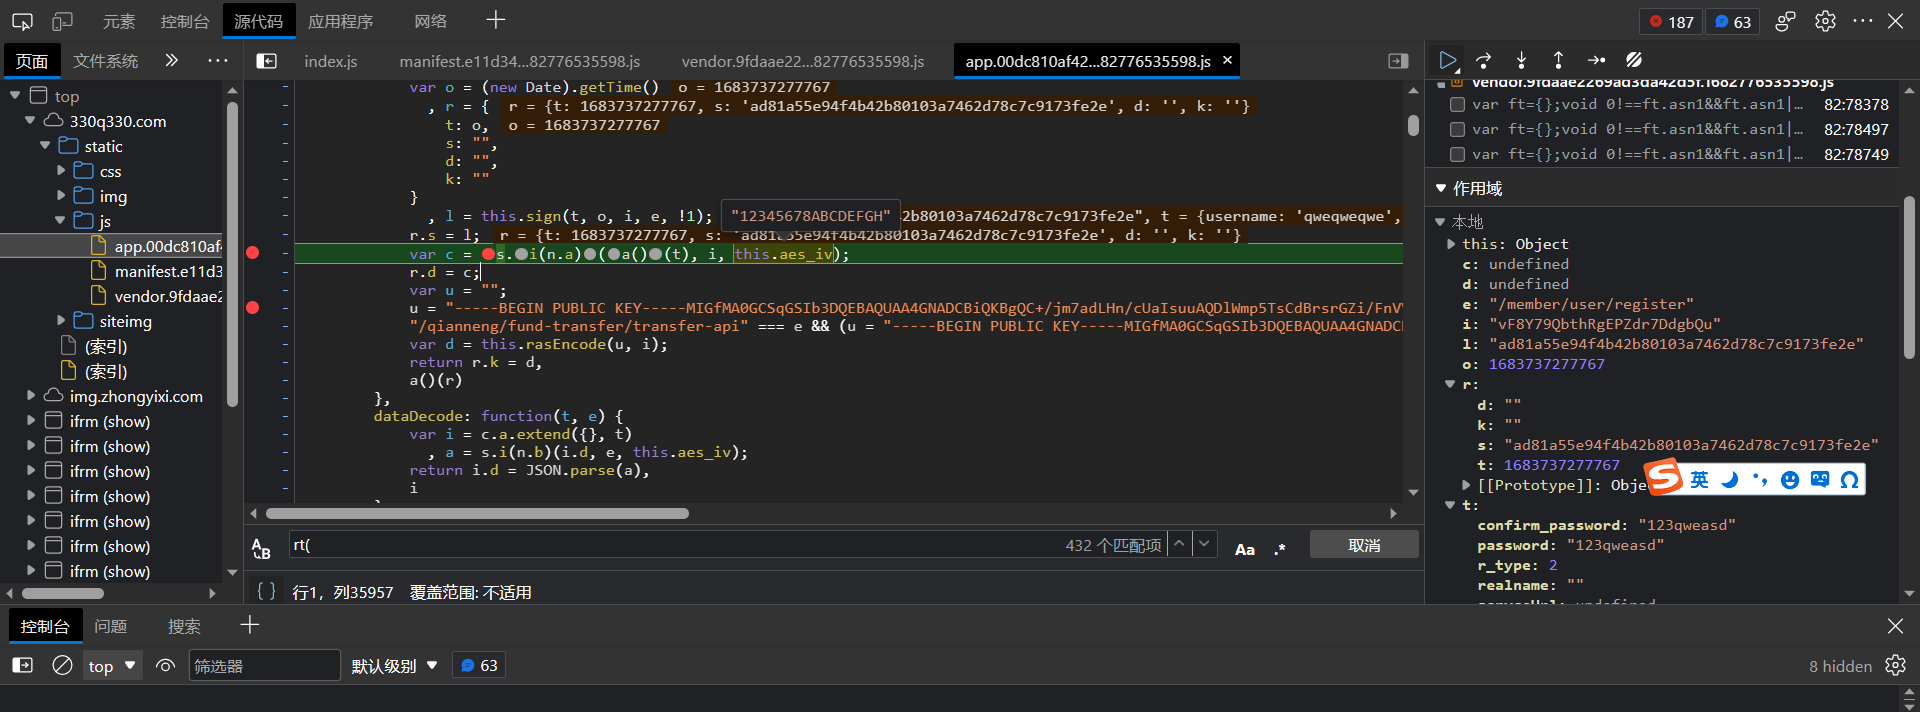 元素 控制台 源代码 应用程序 网络 187 63
页面 文件系统 index.js manifest.e11d34...82776535598.js vendor.9fdaae22...82776535598.js app.00dc810af42...82776535598.js
top
330q330.com
static
css
img
js
app.00dc810af4
manifest.e11d3
vendor.9fdaae2
siteimg
(索引)
(索引)
img.zhongyixi.com
ifrm (show)
ifrm (show)
ifrm (show)
ifrm (show)
ifrm (show)
ifrm (show)
ifrm (show)
var o = (new Date).getTime() o = 1683737277767
, r = { r = {t: 1683737277767, s: 'ad81a55e94f4b42b80103a7462d78c7c9173fe2e', d: '', k: ''}
t: o, o = 1683737277767
s: "",
d: "",
k: ""
}
, l = this.sign(t, o, i, e, !1); "12345678ABCDEFGH" 42b80103a7462d78c7c9173fe2e", t = {username: 'qweqweqwe',
r.s = l; r = {t: 1683737277767, s: 'ad81a55e94f4b42b80103a7462d78c7c9173fe2e', d: '', k: ''}
var c = s.i(n.a)(a()(t), i, this.aes_iv);
r.d = c;
var u = "";
u = "-----BEGIN PUBLIC KEY-----MIGfMA0GCSqGSIb3DQEBAQUAA4GNADCBiQKBgQC+/jm7adLHn/cUaIsuuAQDlWmp5TsCdBrsrGZi/FnV
"/qianneng/fund-transfer/transfer-api" === e && (u = "-----BEGIN PUBLIC KEY-----MIGfMA0GCSqGSIb3DQEBAQUAA4GNADC
var d = this.rasEncode(u, i);
return r.k = d,
a()(r)
},
dataDecode: function(t, e) {
var i = c.a.extend({}, t)
, a = s.i(n.b)(i.d, e, this.aes_iv);
return i.d = JSON.parse(a),
i
rt( 432 个匹配项 Aa .* 取消
{ } 行1，列35957 覆盖范围: 不适用
vendor.9fdaae2269ad3da42d5f.1682776535598.js
var ft={};void 0!==ft.asn1&&ft.asn1|… 82:78378
var ft={};void 0!==ft.asn1&&ft.asn1|… 82:78497
var ft={};void 0!==ft.asn1&&ft.asn1|… 82:78749
作用域
本地
this: Object
c: undefined
d: undefined
e: "/member/user/register"
i: "vF8Y79QbthRgEPZdr7DdgbQu"
l: "ad81a55e94f4b42b80103a7462d78c7c9173fe2e"
o: 1683737277767
r:
d: ""
k: ""
s: "ad81a55e94f4b42b80103a7462d78c7c9173fe2e"
t: 1683737277767
英
[[Prototype]]: Obje
t:
confirm_password: "123qweasd"
password: "123qweasd"
r_type: 2
realname: ""
控制台 问题 搜索
top 筛选器 默认级别 63 8 hidden